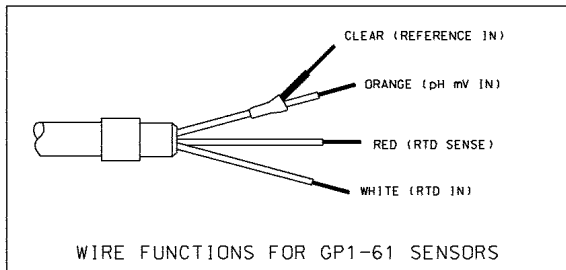 CLEAR (REFERENCE IN)
ORANGE (pH mV IN)
RED (RTD SENSE)
WHITE (RTD IN)
WIRE FUNCTIONS FOR GP1-61 SENSORS